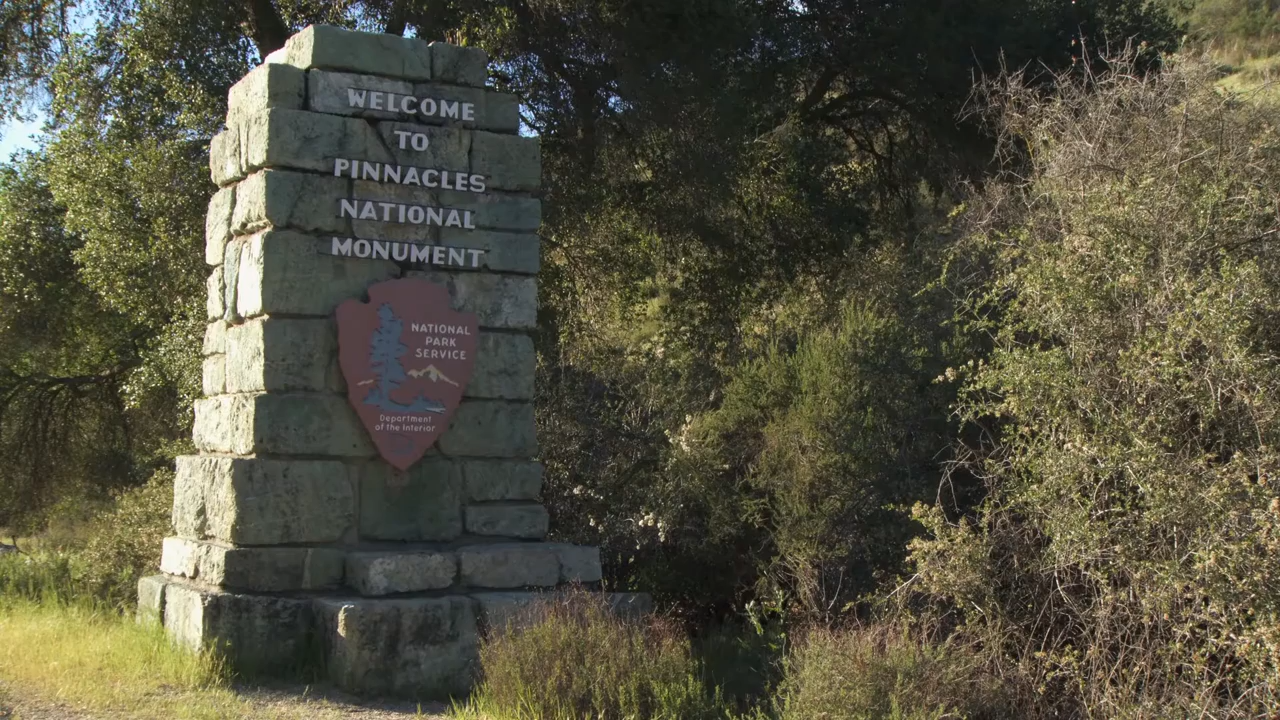 WELCOME
TO
PINNACLES
NATIONAL
MONUMENT
NATIONAL
PARK
SERVICE
Department
of the Interior